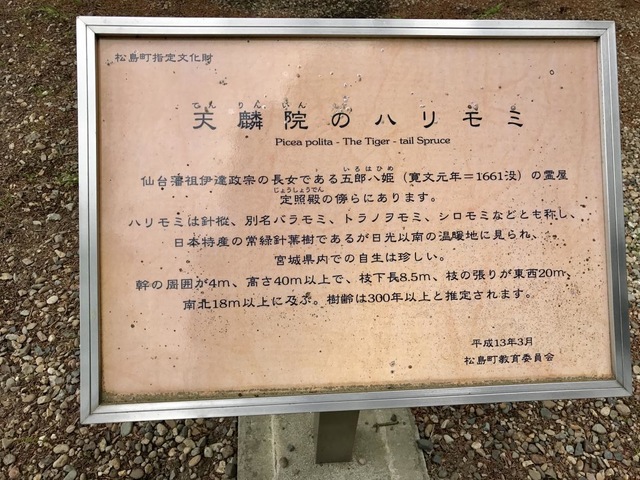 松島町指定文化財
てんりんいん
天麟院のハリモミ
Picea polita - The Tiger - tail Spruce
いろはひめ
仙台藩祖伊達政宗の長女である五郎八姫（寛文元年＝1661没）の霊屋
じょうしょうでん
定照殿の傍らにあります。
ハリモミは針樅、別名バラモミ、トラノヲモミ、シロモミなどとも称し、
日本特産の常緑針葉樹であるが日光以南の温暖地に見られ、
宮城県内での自生は珍しい。
幹の周囲が4m、高さ40m以上で、枝下長8.5m、枝の張りが東西20m、
南北18m以上に及ぶ。樹齢は300年以上と推定されます。
平成13年3月
松島町教育委員会